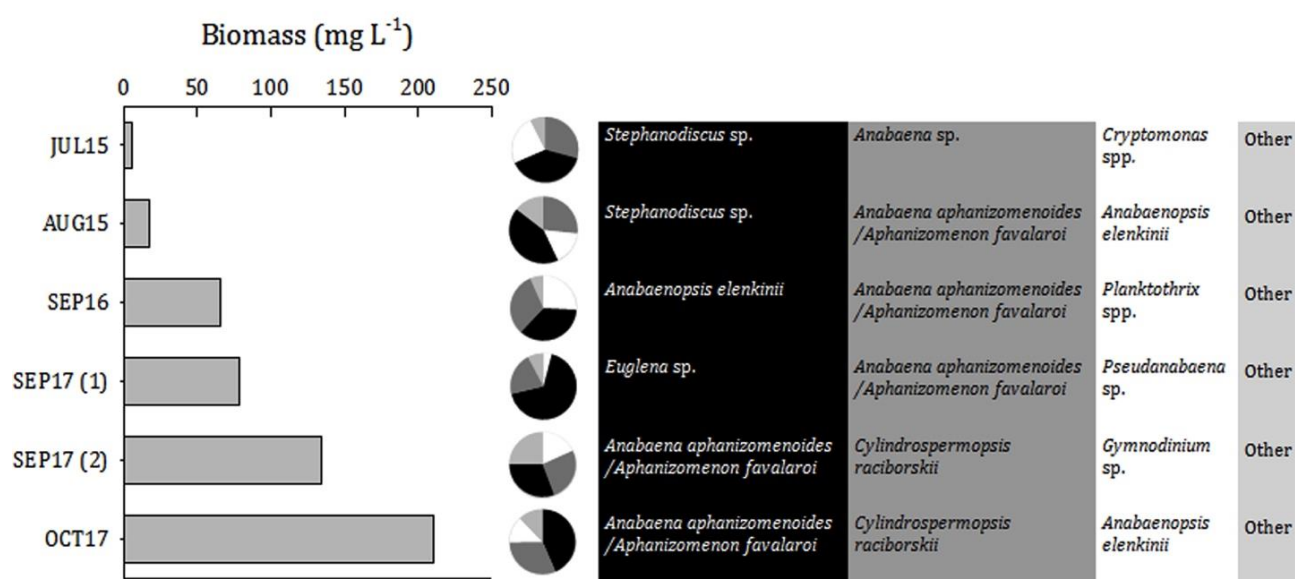 Biomass (mg L⁻¹)
0 50 100 150 200 250
JUL15
Stephanodiscus sp.
Anabaena sp.
Cryptomonas
spp.
Other
AUG15
Stephanodiscus sp.
Anabaena aphanizomenoides
/Aphanizomenon favalaroi
Anabaenopsis
elenkinii
Other
SEP16
Anabaenopsis elenkinii
Anabaena aphanizomenoides
/Aphanizomenon favalaroi
Planktothrix
spp.
Other
SEP17 (1)
Euglena sp.
Anabaena aphanizomenoides
/Aphanizomenon favalaroi
Pseudanabaena
sp.
Other
SEP17 (2)
Anabaena aphanizomenoides
/Aphanizomenon favalaroi
Cylindrospermopsis
raciborskii
Gymnodinium
sp.
Other
OCT17
Anabaena aphanizomenoides
/Aphanizomenon favalaroi
Cylindrospermopsis
raciborskii
Anabaenopsis
elenkinii
Other